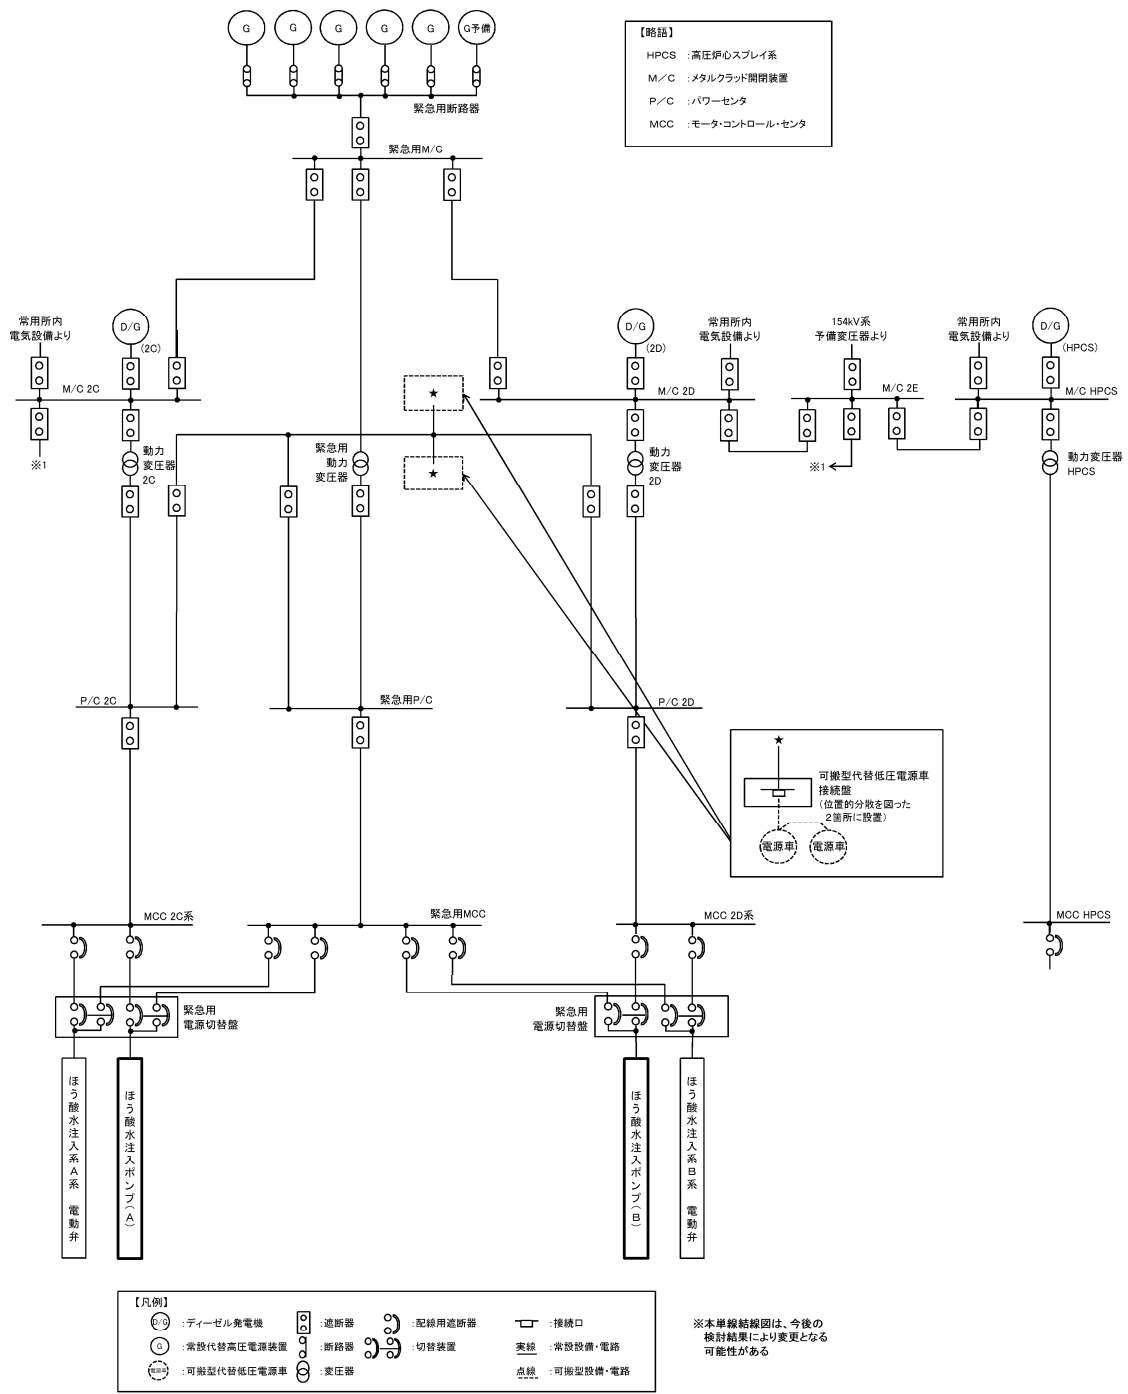 G
G
G
G
G
G予備
【略語】
HPCS :高圧炉心スプレイ系
M/C :メタルクラッド開閉装置
P/C :パワーセンタ
MCC :モータ・コントロール・センタ
緊急用断路器
緊急用M/C
常用所内
電気設備より
D/G
(2C)
D/G
(2D)
常用所内
電気設備より
154kV系
予備変圧器より
常用所内
電気設備より
D/G
(HPCS)
M/C 2C
★
M/C 2D
M/C 2E
M/C HPCS
※1
動力
変圧器
2C
緊急用
動力
変圧器
★
動力
変圧器
2D
※1
動力変圧器
HPCS
P/C 2C
緊急用P/C
P/C 2D
★
可搬型代替低圧電源車
接続盤
(位置的分散を図った
2箇所に設置)
電源車
電源車
MCC 2C系
緊急用MCC
MCC 2D系
MCC HPCS
緊急用
電源切替盤
緊急用
電源切替盤
ほう酸水注入系A系 電動弁
ほう酸水注入ポンプ(A)
ほう酸水注入ポンプ(B)
ほう酸水注入系B系 電動弁
【凡例】
D/G :ディーゼル発電機
:遮断器
:配線用遮断器
:接続口
G :常設代替高圧電源装置
:断路器
:切替装置
実線 :常設設備・電路
電源車 :可搬型代替低圧電源車
:変圧器
点線 :可搬型設備・電路
※本単線結線図は、今後の
検討結果により変更となる
可能性がある